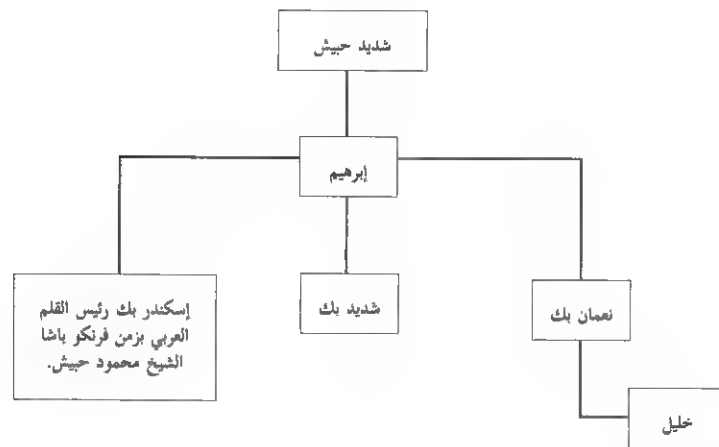 شديد حبيش
إبرهيم
نعمان بك
شديد بك
إسكندر بك رئيس القلم
العربي بزمن فرنكو باشا
الشيخ محمود حبيش.
خليل